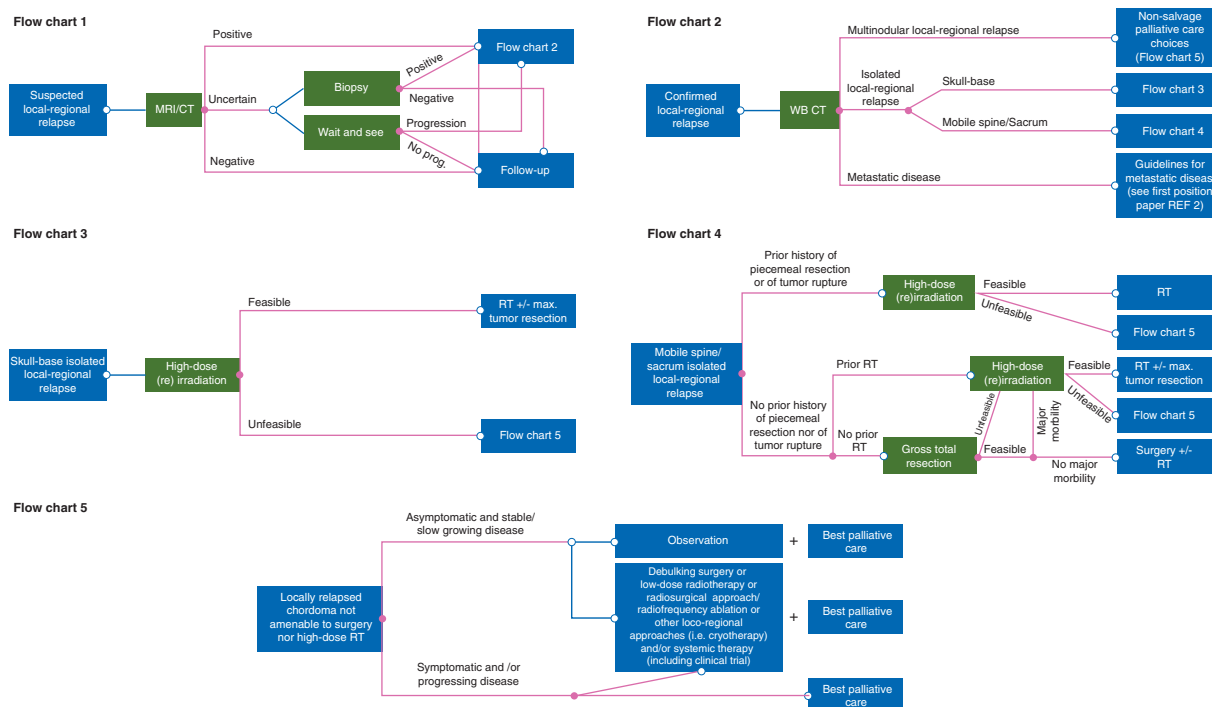 Flow chart 1
Positive
Suspected
local-regional
relapse
MRI/CT
Uncertain
Negative
Biopsy
Wait and see
Positive
Negative
Progression
No prog.
Flow chart 2
Follow-up
Flow chart 2
Confirmed
local-regional
relapse
WB CT
Multinodular local-regional relapse
Isolated
local-regional
relapse
Skull-base
Mobile spine/Sacrum
Metastatic disease
Non-salvage
palliative care
choices
(Flow chart 5)
Flow chart 3
Flow chart 4
Guidelines for
metastatic diseas
(see first position
paper REF 2)
Flow chart 3
Skull-base isolated
local-regional
relapse
High-dose
(re) irradiation
Feasible
Unfeasible
RT +/- max.
tumor resection
Flow chart 5
Flow chart 4
Mobile spine/
sacrum isolated
local-regional
relapse
Prior history of
piecemeal resection
or of tumor rupture
High-dose
(re)irradiation
Feasible
Unfeasible
RT
Flow chart 5
No prior history
of piecemeal
resection nor of
tumor rupture
Prior RT
No prior
RT
High-dose
(re)irradiation
Feasible
Unfeasible
RT +/- max.
tumor resection
Flow chart 5
Gross total
resection
Unfeasible
Feasible
Major
morbility
No major
morbility
Surgery +/-
RT
Flow chart 5
Locally relapsed
chordoma not
amenable to surgery
nor high-dose RT
Asymptomatic and stable/
slow growing disease
Observation
+
Best palliative
care
Debulking surgery or
low-dose radiotherapy or
radiosurgical approach/
radiofrequency ablation or
other loco-regional
approaches (i.e. cryotherapy)
and/or systemic therapy
(including clinical trial)
+
Best palliative
care
Symptomatic and /or
progressing disease
Best palliative
care